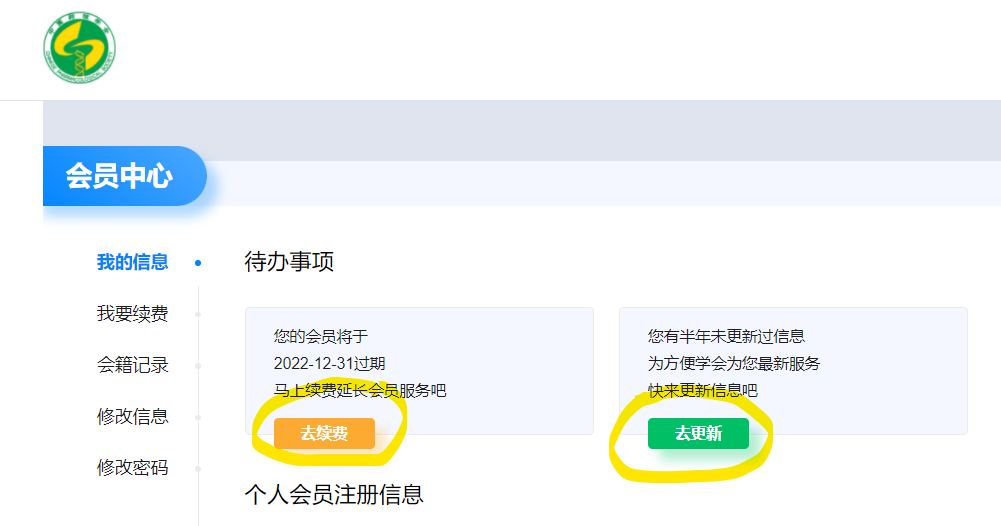 会员中心
我的信息
我要续费
会籍记录
修改信息
修改密码
待办事项
您的会员将于
2022-12-31过期
马上续费延长会员服务吧
去续费
您有半年未更新过信息
为方便学会为您最新服务
快来更新信息吧
去更新
个人会员注册信息